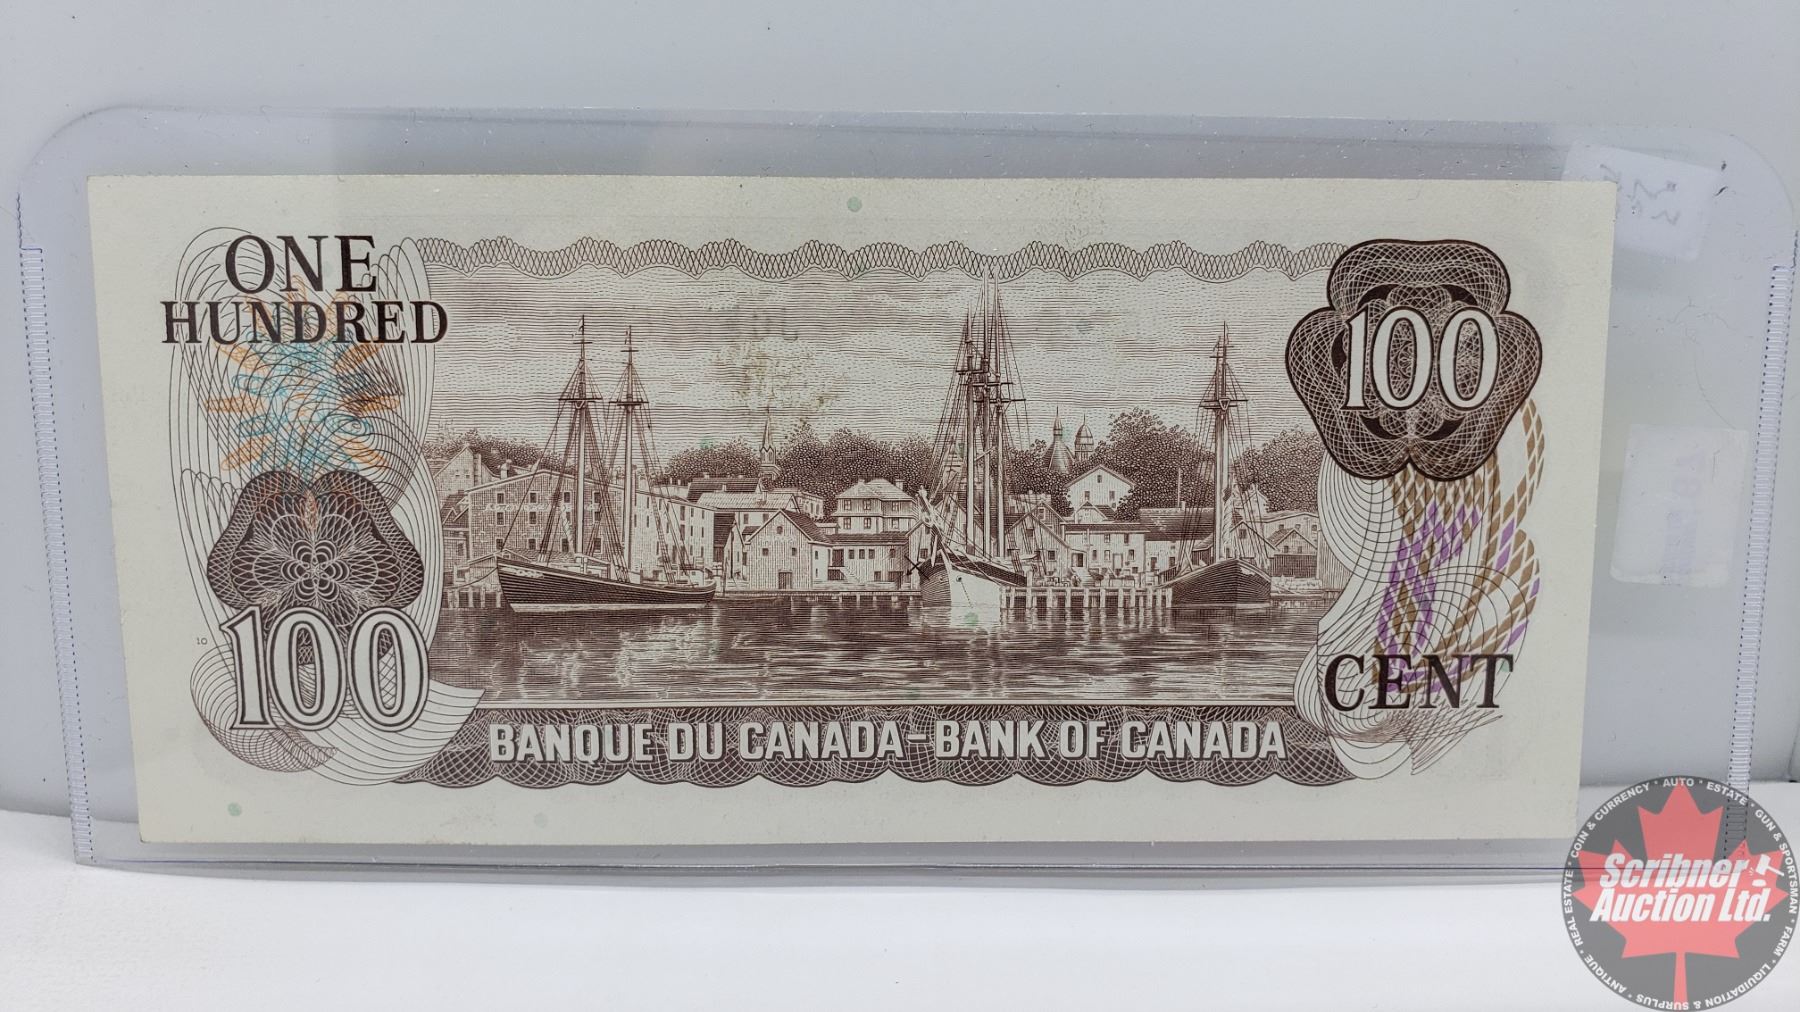 ONE
HUNDRED
100
10
100
CENT
BANQUE DU CANADA - BANK OF CANADA
Scribner
Auction Ltd.
ANTIQUE * REAL ESTATE * COIN & CURRENCY * AUTO * ESTATE * GUN & SPORTSMAN * FARM * LIQUIDATION & SURPLUS *